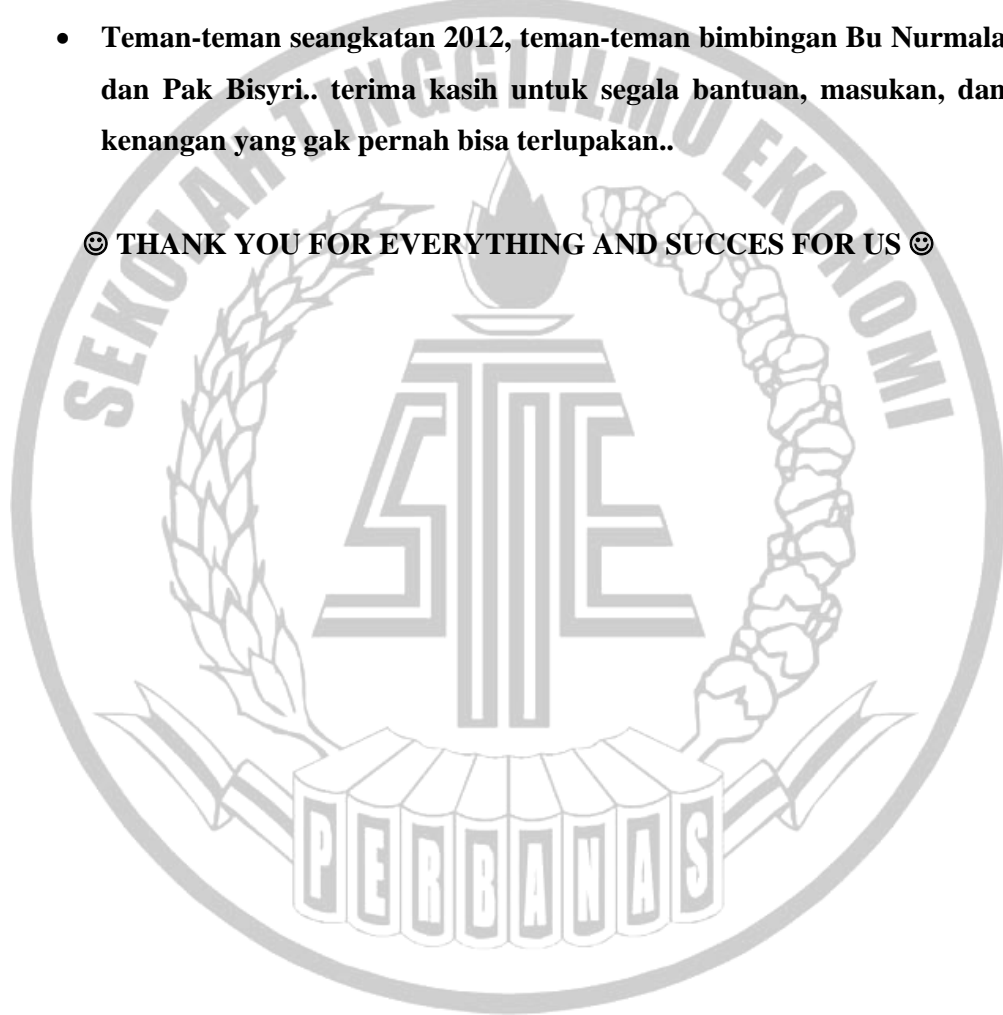 • Teman-teman seangkatan 2012, teman-teman bimbingan Bu Nurmala
dan Pak Bisyri.. terima kasih untuk segala bantuan, masukan, dan
kenangan yang gak pernah bisa terlupakan..
☺ THANK YOU FOR EVERYTHING AND SUCCES FOR US ☺
SEKOLAH TINGGI ILMU EKONOMI
STIE
PERBANAS